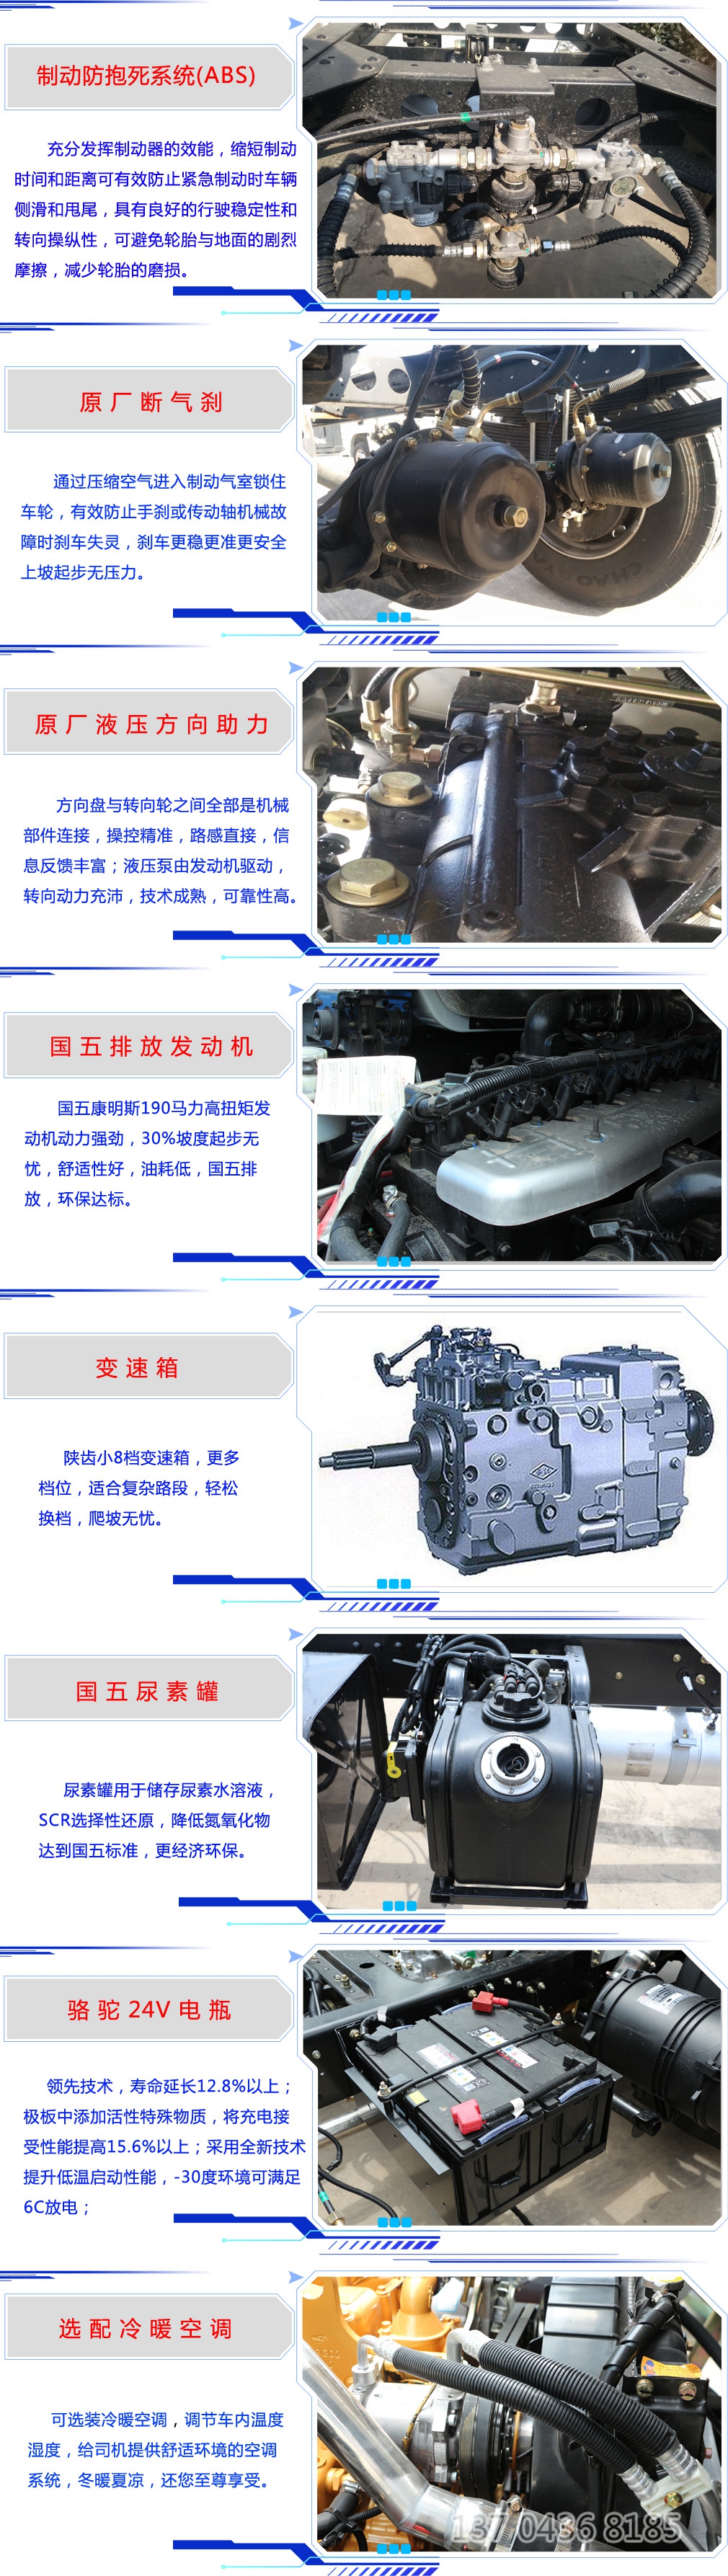 制动防抱死系统(ABS)
充分发挥制动器的效能，缩短制动
时间和距离可有效防止紧急制动时车辆
侧滑和甩尾，具有良好的行驶稳定性和
转向操纵性，可避免轮胎与地面的剧烈
摩擦，减少轮胎的磨损。
原厂断气刹
通过压缩空气进入制动气室锁住
车轮，有效防止手刹或传动轴机械故
障时刹车失灵，刹车更稳更准更安全
上坡起步无压力。
CHAO
原厂液压方向助力
方向盘与转向轮之间全部是机械
部件连接，操控精准，路感直接，信
息反馈丰富；液压泵由发动机驱动，
转向动力充沛，技术成熟，可靠性高。
国五排放发动机
国五康明斯190马力高扭矩发
动机动力强劲，30%坡度起步无
忧，舒适性好，油耗低，国五排
放，环保达标。
变速箱
陕齿小8档变速箱，更多
档位，适合复杂路段，轻松
换档，爬坡无忧。
国五尿素罐
尿素罐用于储存尿素水溶液，
SCR选择性还原，降低氮氧化物
达到国五标准，更经济环保。
骆驼24V电瓶
领先技术，寿命延长12.8%以上；
极板中添加活性特殊物质，将充电接
受性能提高15.6%以上；采用全新技术
提升低温启动性能，-30度环境可满足
6C放电；
选配冷暖空调
可选装冷暖空调，调节车内温度
湿度，给司机提供舒适环境的空调
系统，冬暖夏凉，还您至尊享受。
137 0436 8185